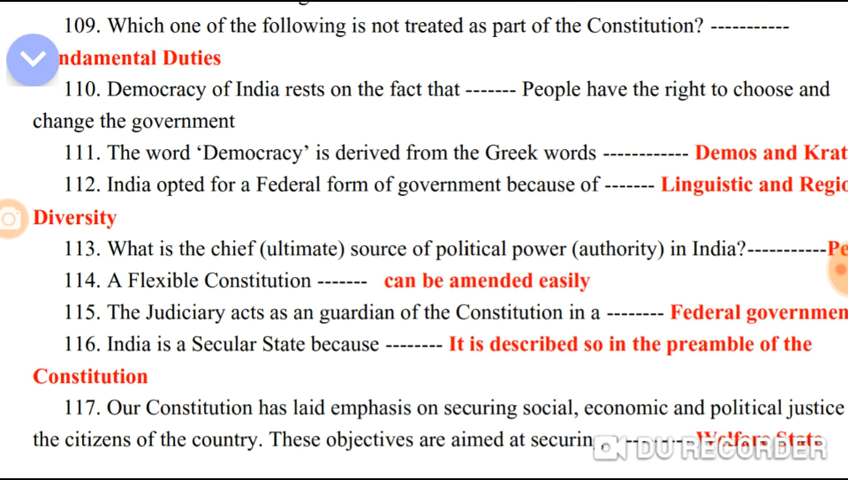 109. Which one of the following is not treated as part of the Constitution? -----------
ndamental Duties
110. Democracy of India rests on the fact that ------- People have the right to choose and
change the government
111. The word ‘Democracy’ is derived from the Greek words ------------ Demos and Krat
112. India opted for a Federal form of government because of ------- Linguistic and Regio
Diversity
113. What is the chief (ultimate) source of political power (authority) in India?-----------Pe
114. A Flexible Constitution ------- can be amended easily
115. The Judiciary acts as an guardian of the Constitution in a -------- Federal governmen
116. India is a Secular State because -------- It is described so in the preamble of the
Constitution
117. Our Constitution has laid emphasis on securing social, economic and political justice
the citizens of the country. These objectives are aimed at securin ---------- Welfare State
DU RECORDER